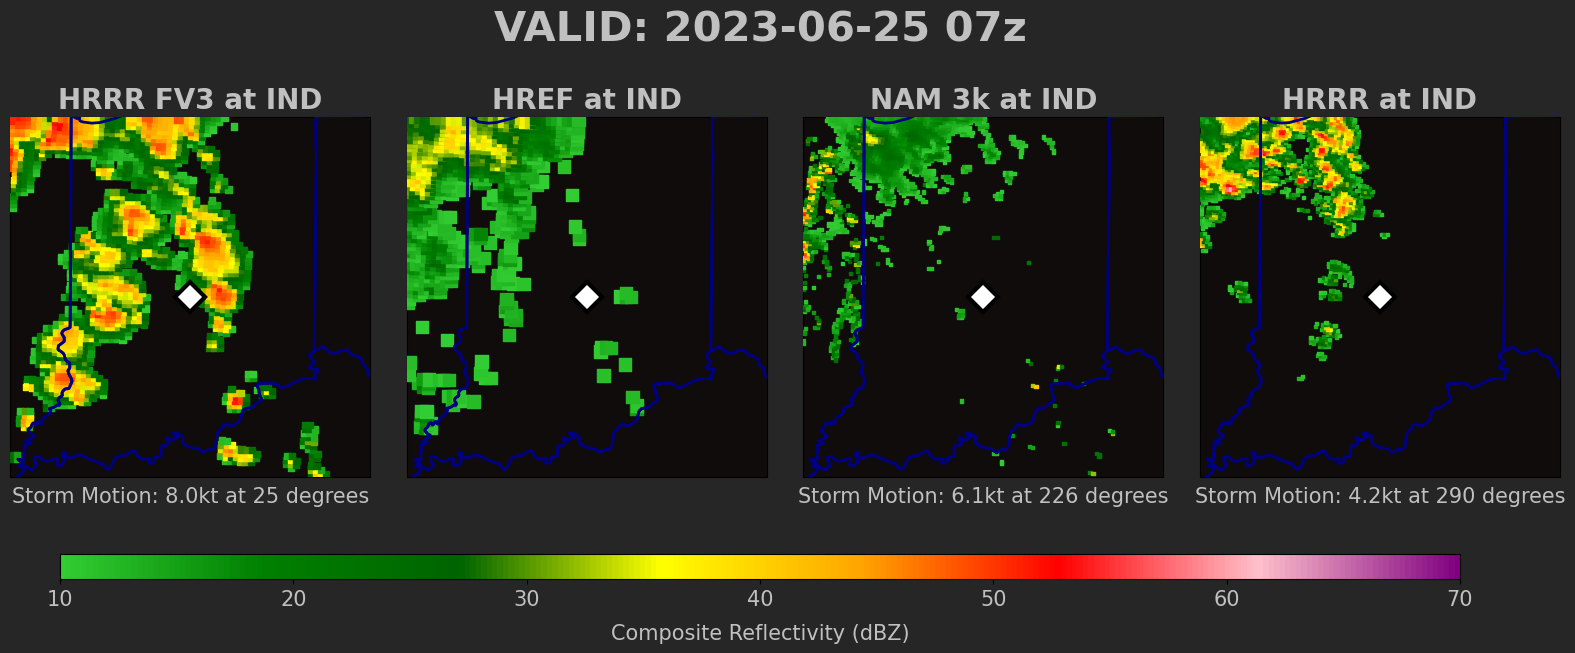 VALID: 2023-06-25 07z
HRRR FV3 at IND
HREF at IND
NAM 3k at IND
HRRR at IND
Storm Motion: 8.0kt at 25 degrees
Storm Motion: 6.1kt at 226 degrees
Storm Motion: 4.2kt at 290 degrees
10 20 30 40 50 60 70
Composite Reflectivity (dBZ)